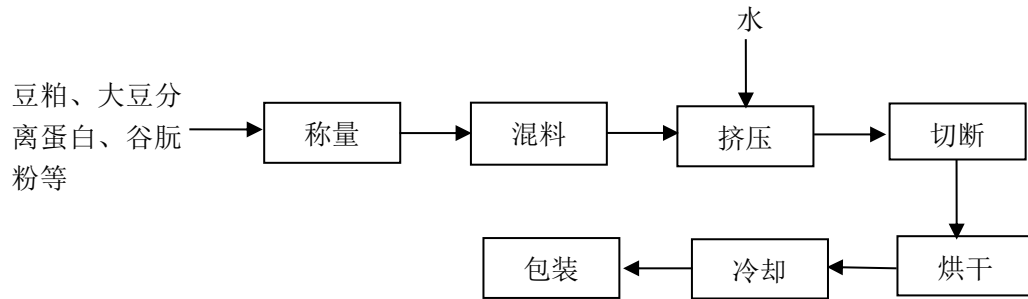 水
豆粕、大豆分
离蛋白、谷朊
粉等
称量
混料
挤压
切断
包装
冷却
烘干